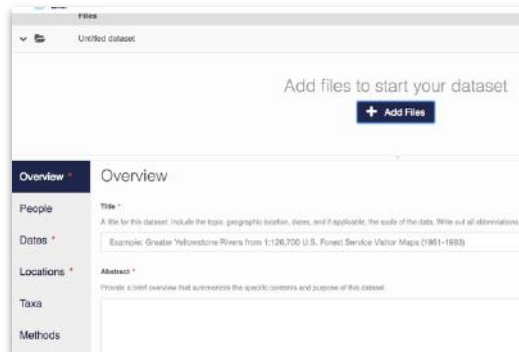 Files
Untitled dataset
Add files to start your dataset
+ Add Files
Overview *
Overview
People
Title *
A title for this dataset. Include the topic, geographic location, dates, and if applicable, the scale of the data. Write out all abbreviations
Dates *
Example: Greater Yellowstone Rivers from 1:126,700 U.S. Forest Service Visitor Maps (1961-1983)
Locations *
Abstract *
Provide a brief overview that summarizes the specific contents and purpose of this dataset.
Taxa
Methods